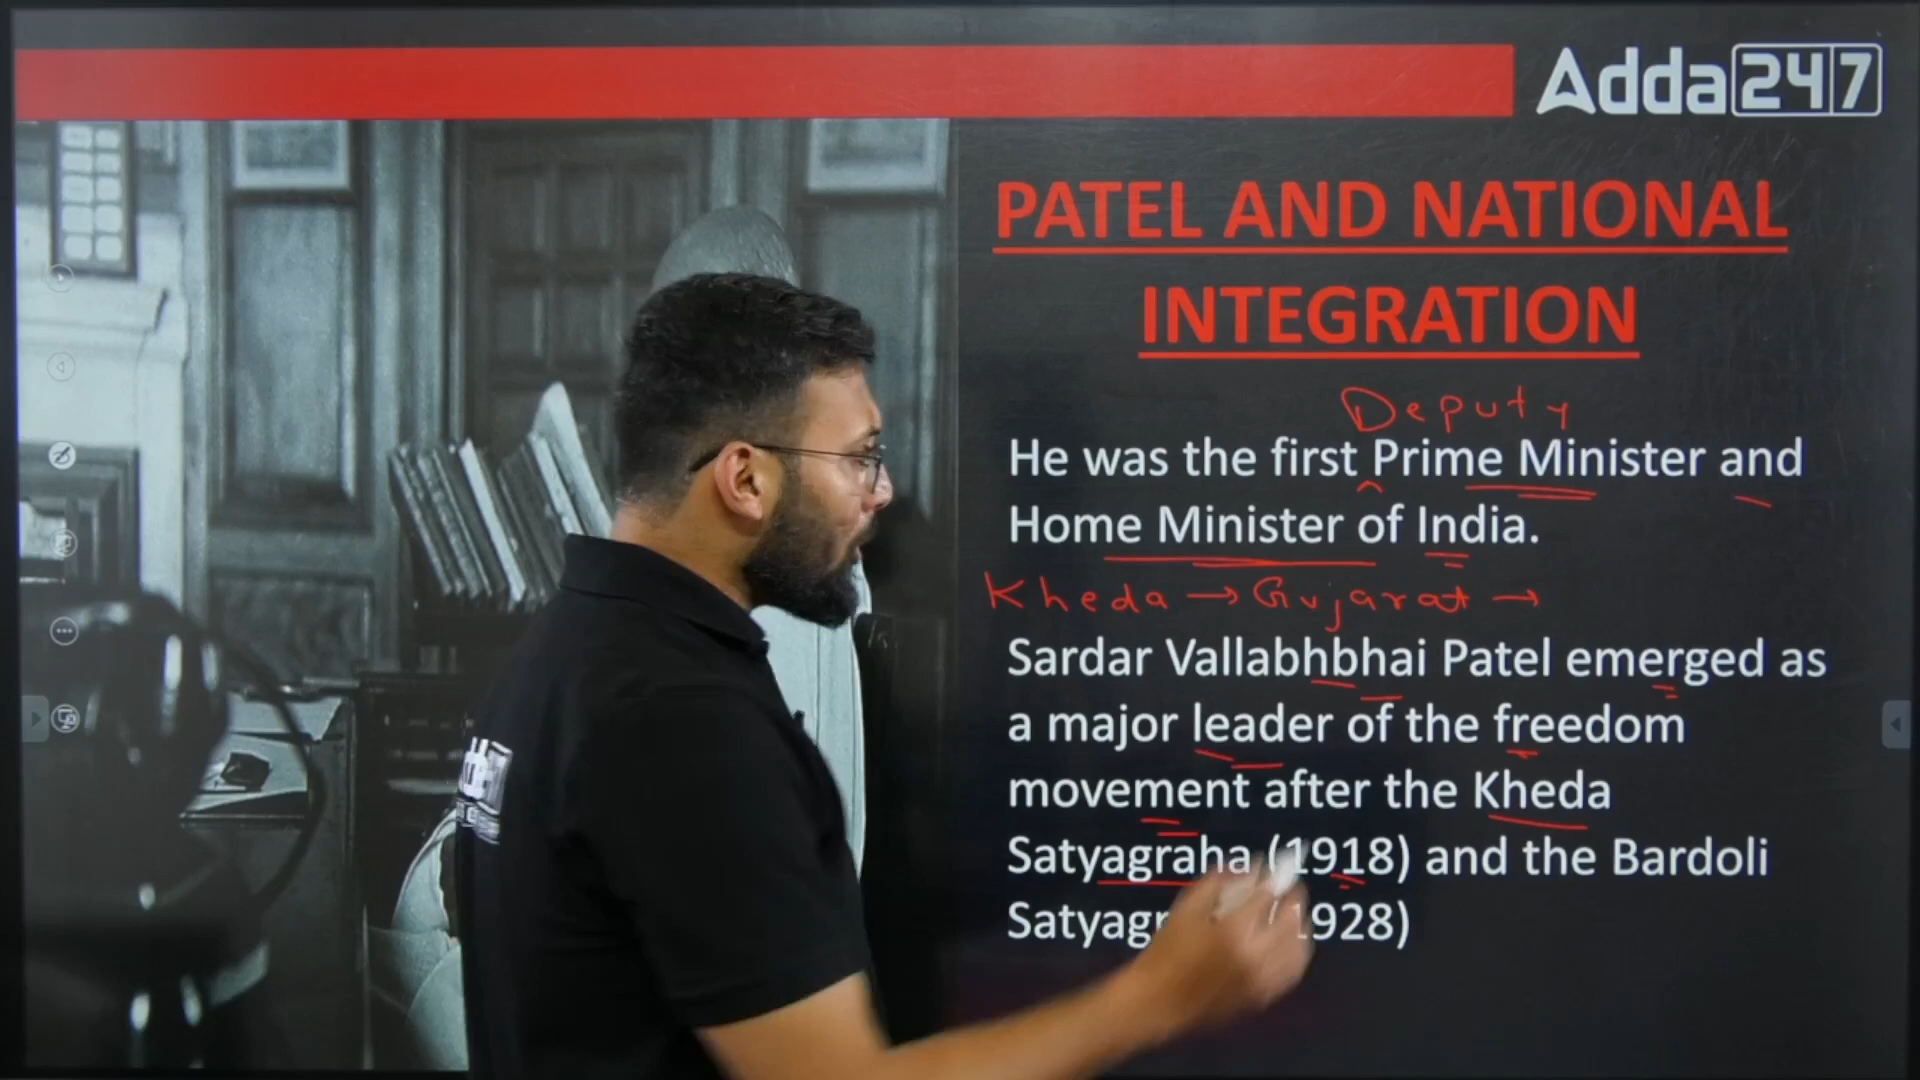 Adda247
PATEL AND NATIONAL
INTEGRATION
Deputy
He was the first Prime Minister and
Home Minister of India.
Kheda → Gujarat →
Sardar Vallabhbhai Patel emerged as
a major leader of the freedom
movement after the Kheda
Satyagraha (1918) and the Bardoli
1928)